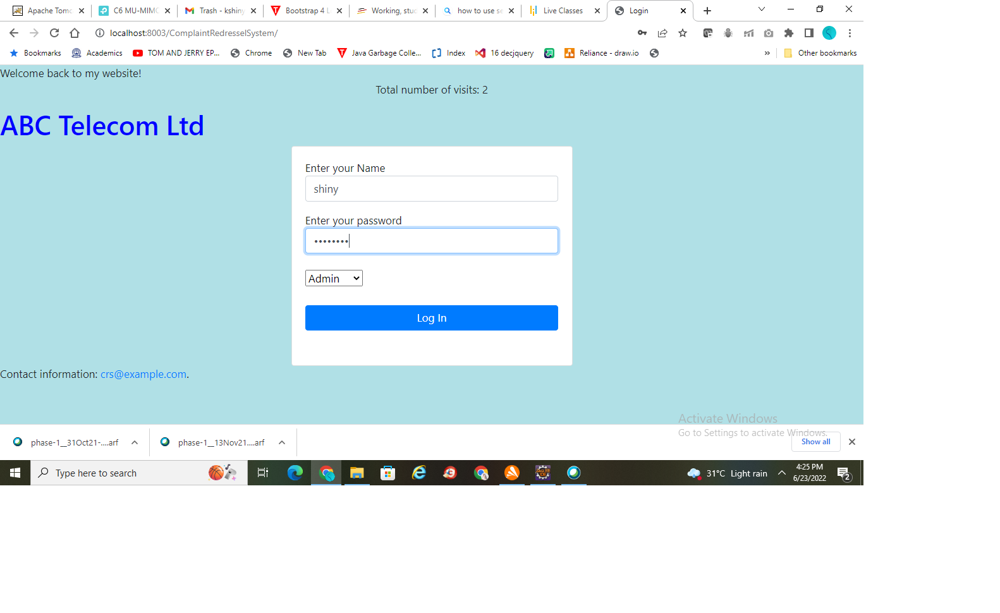 Apache Tomc
C6 MU-MIMO
Trash - kshiny
Bootstrap 4 L
Working, stud
how to use se
Live Classes
Login
localhost:8003/ComplaintRedresselSystem/
Bookmarks
Academics
TOM AND JERRY EP...
Chrome
New Tab
Java Garbage Colle...
Index
16 decjquery
Reliance - draw.io
»
Other bookmarks
Welcome back to my website!
Total number of visits: 2
ABC Telecom Ltd
Enter your Name
shiny
Enter your password
••••••••
Admin
Log In
Contact information: crs@example.com.
Activate Windows
Go to Settings to activate Windows.
phase-1__31Oct21-....arf
phase-1__13Nov21....arf
Show all
Type here to search
31°C Light rain
4:25 PM
6/23/2022
2